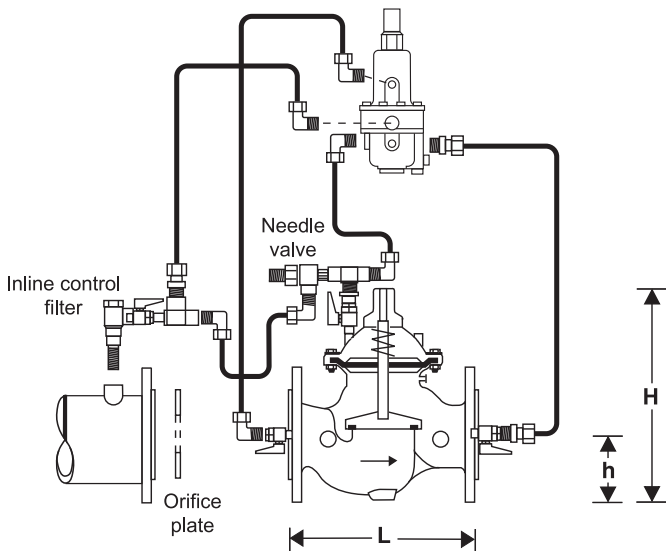 Needle
valve
Inline control
filter
H
h
Orifice
plate
L